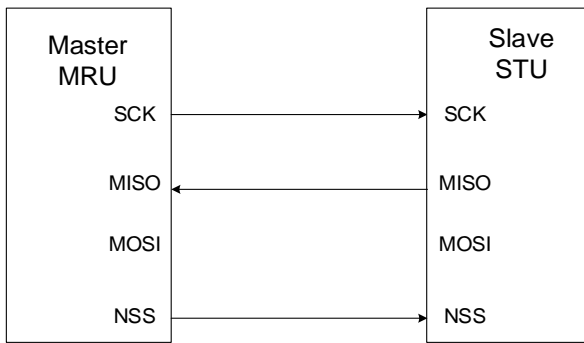 Master
MRU
SCK
MISO
MOSI
NSS
Slave
STU
SCK
MISO
MOSI
NSS